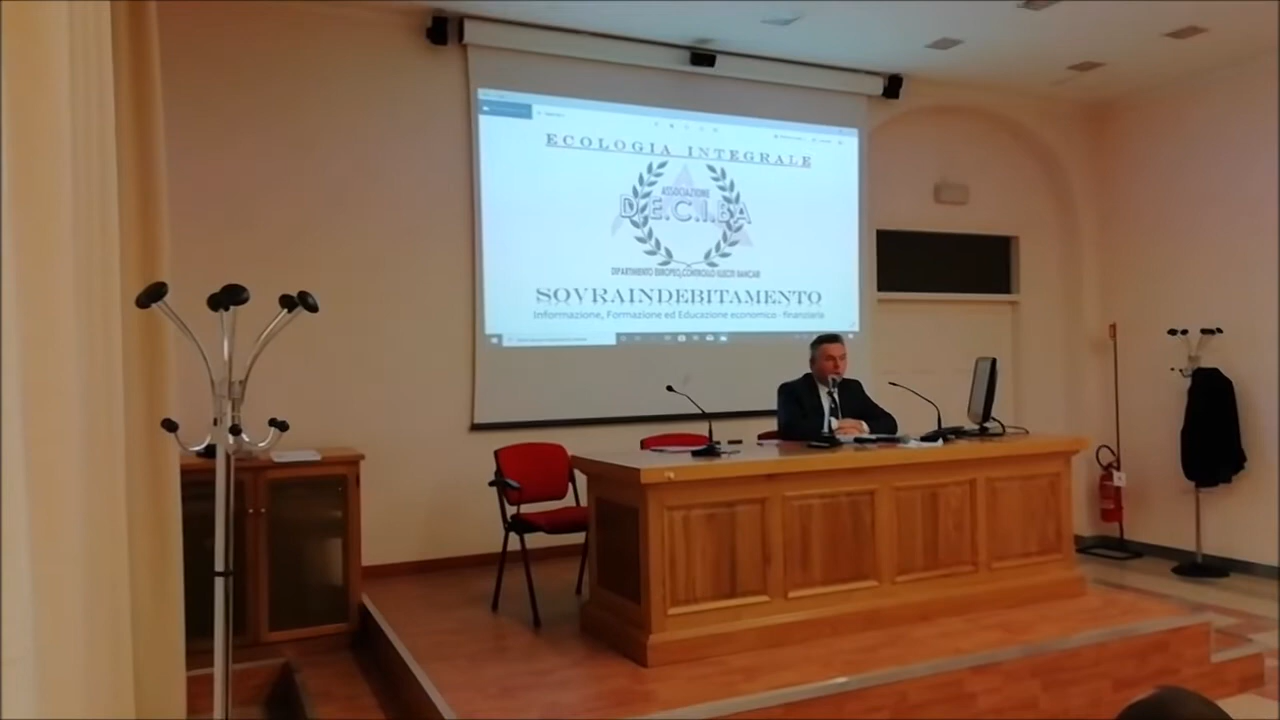 ECOLOGIA INTEGRALE
ASSOCIAZIONE
D.E.C.I.BA
DIPARTIMENTO EUROPEO CONTROLLO ILLECITI BANCARI
SOVRAINDEBITAMENTO
Informazione, Formazione ed Educazione economico - finanziaria